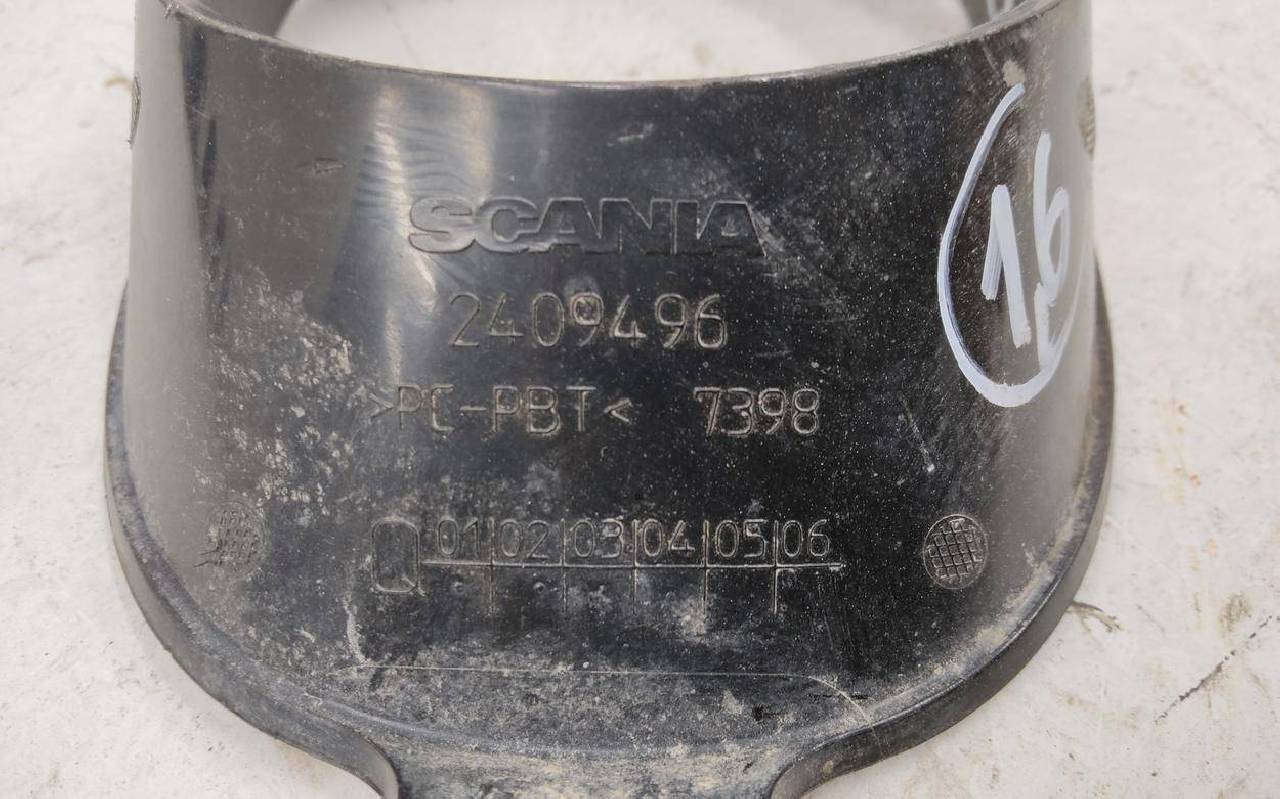 SCANIA
16
2409496
>PC-PBT< 7398
Q 01 02 03 04 05 06